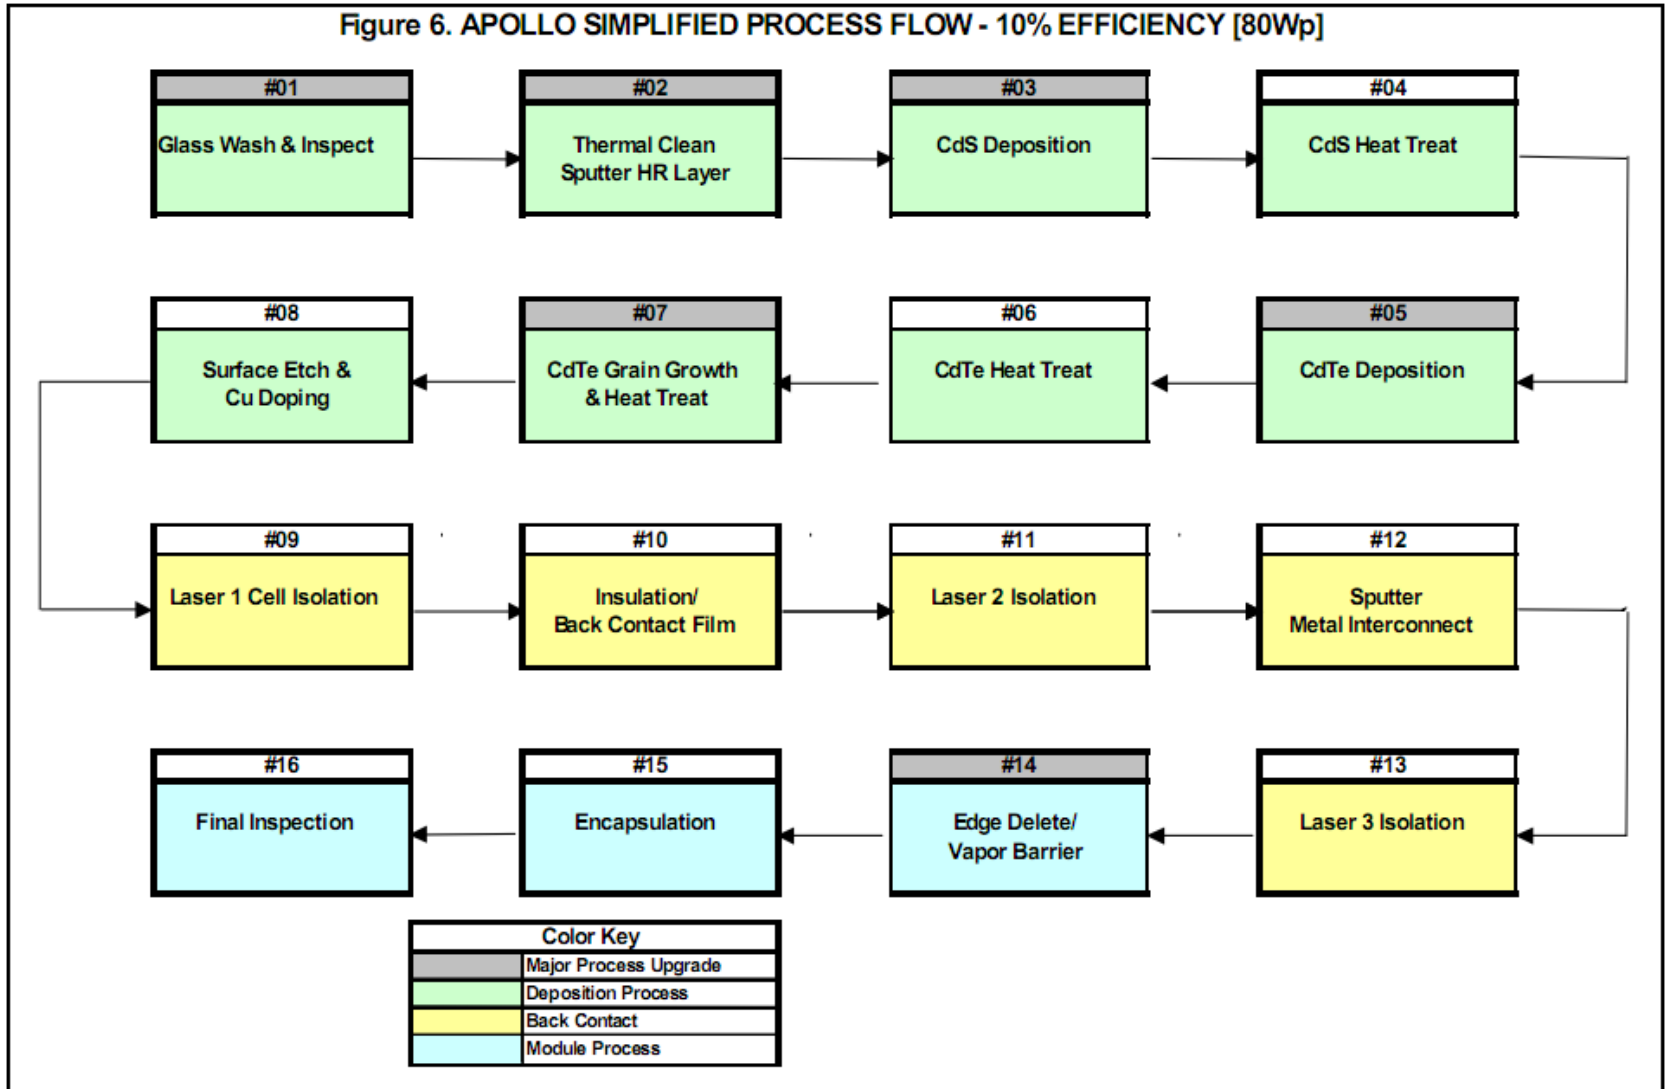 Figure 6. APOLLO SIMPLIFIED PROCESS FLOW - 10% EFFICIENCY [80Wp]
#01
Glass Wash & Inspect
#02
Thermal Clean
Sputter HR Layer
#03
CdS Deposition
#04
CdS Heat Treat
#05
CdTe Deposition
#06
CdTe Heat Treat
#07
CdTe Grain Growth
& Heat Treat
#08
Surface Etch &
Cu Doping
#09
Laser 1 Cell Isolation
#10
Insulation/
Back Contact Film
#11
Laser 2 Isolation
#12
Sputter
Metal Interconnect
#13
Laser 3 Isolation
#14
Edge Delete/
Vapor Barrier
#15
Encapsulation
#16
Final Inspection
Color Key
Major Process Upgrade
Deposition Process
Back Contact
Module Process